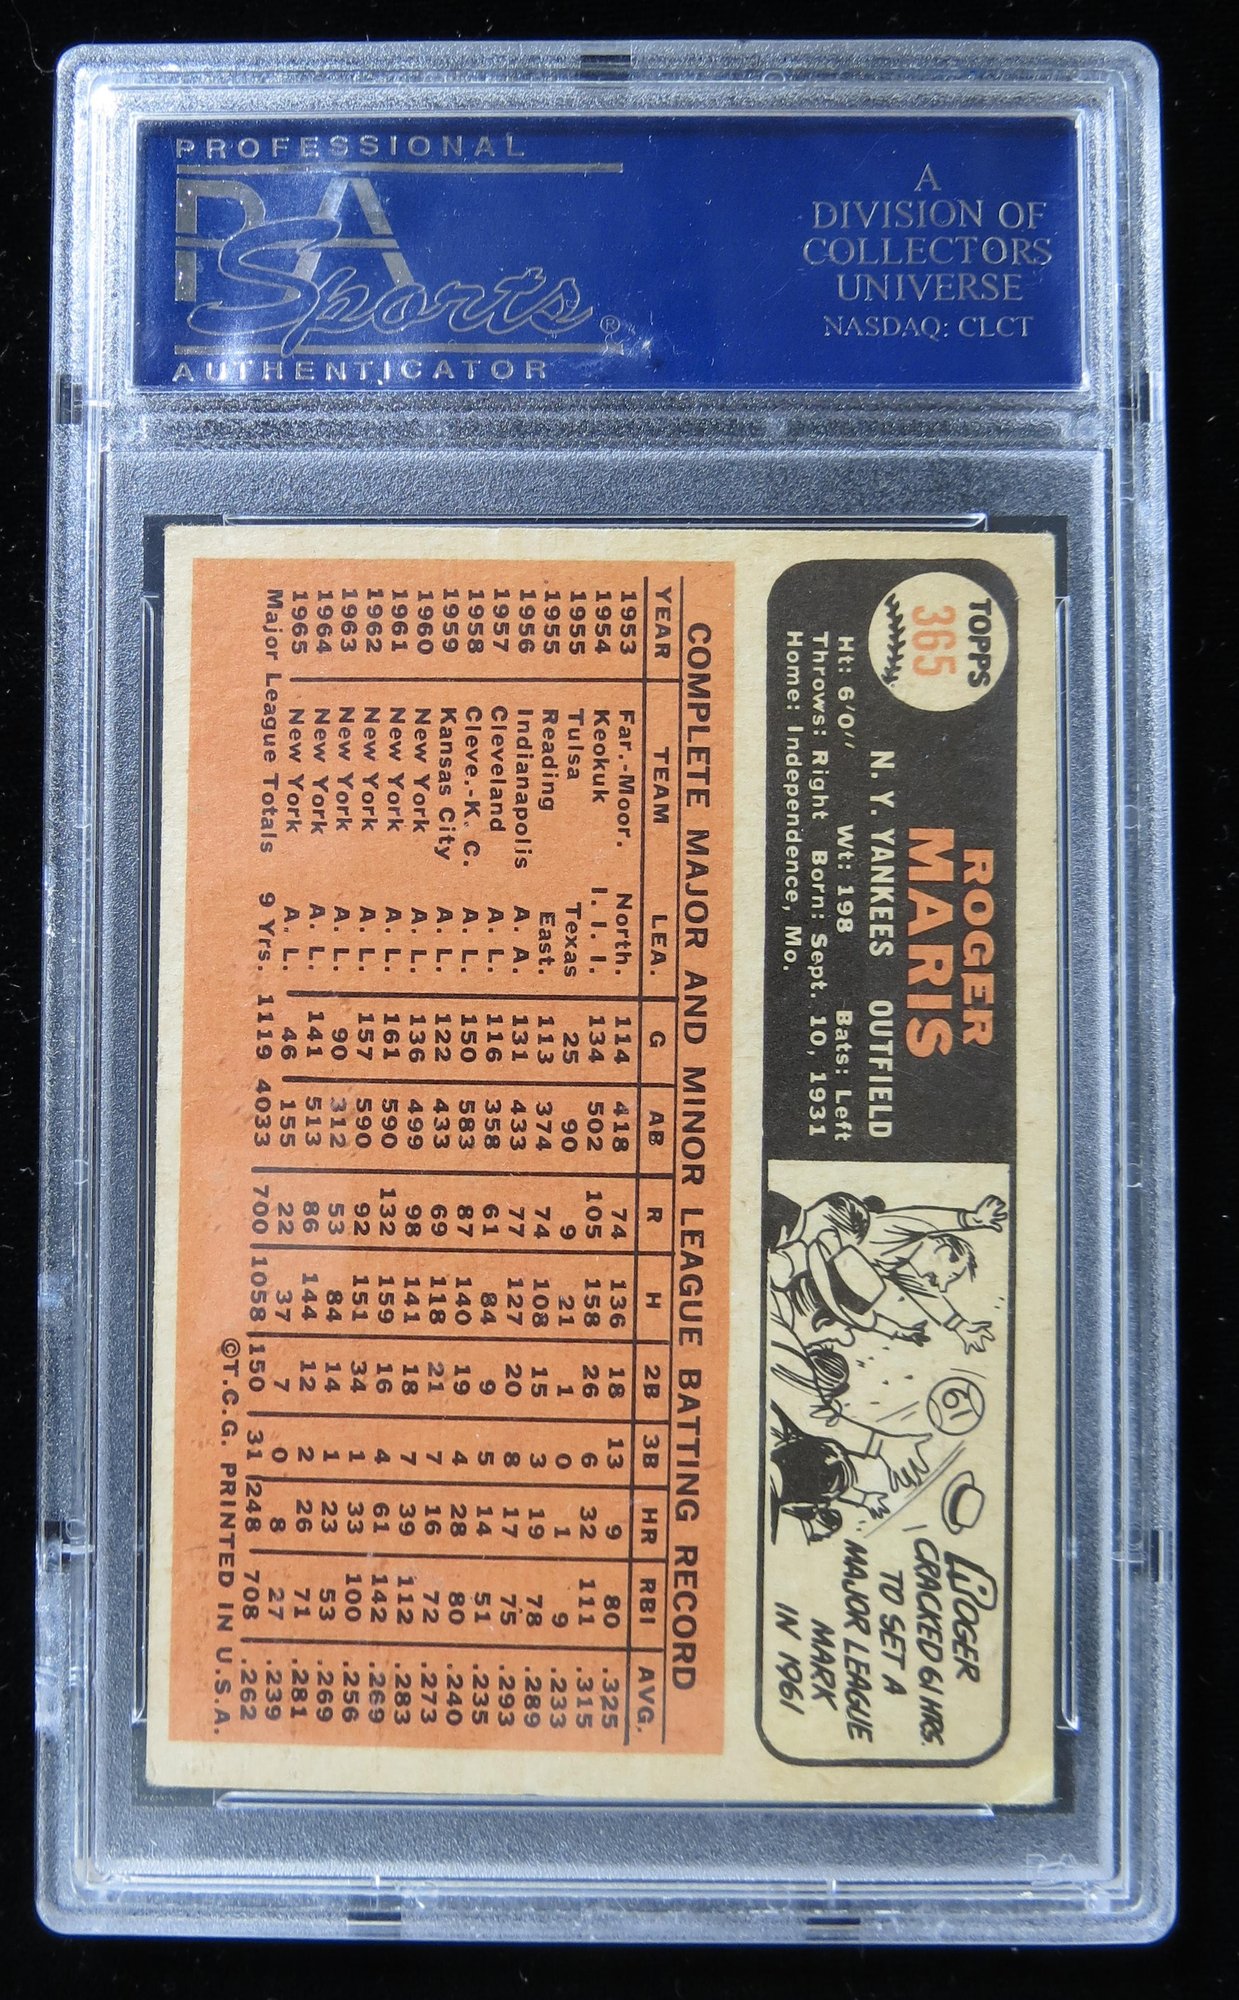 PROFESSIONAL
PSA
Sports®
AUTHENTICATOR
A
DIVISION OF
COLLECTORS
UNIVERSE
NASDAQ: CLCT
TOPPS
365
ROGER
MARIS
N. Y. YANKEES OUTFIELD
Ht: 6'0" Wt: 198 Bats: Left
Throws: Right Born: Sept. 10, 1931
Home: Independence, Mo.
61
ROGER
CRACKED 61 HRS.
TO SET A
MAJOR LEAGUE
MARK
IN 1961
COMPLETE MAJOR AND MINOR LEAGUE BATTING RECORD
YEAR TEAM LEA. G AB R H 2B 3B HR RBI AVG.
1953 Far.-Moor. North. 114 418 74 136 18 13 9 80 .325
1954 Keokuk I. I. I. 134 502 105 158 26 6 32 111 .315
1955 Tulsa Texas 25 90 9 21 1 0 1 9 .233
1955 Reading East. 113 374 74 108 15 3 19 78 .289
1956 Indianapolis A. A. 131 433 77 127 20 8 17 75 .293
1957 Cleveland A. L. 116 358 61 84 9 5 14 51 .235
1958 Cleve.-K. C. A. L. 150 583 87 140 19 4 28 80 .240
1959 Kansas City A. L. 122 433 69 118 21 7 16 72 .273
1960 New York A. L. 136 499 98 141 18 7 39 112 .283
1961 New York A. L. 161 590 132 159 16 4 61 142 .269
1962 New York A. L. 157 590 92 151 34 1 33 100 .256
1963 New York A. L. 90 312 53 84 14 1 23 53 .269
1964 New York A. L. 141 513 86 144 12 2 26 71 .281
1965 New York A. L. 46 155 22 37 7 0 8 27 .239
Major League Totals 9 Yrs. 1119 4033 700 1058 150 31 248 708 .262
©T.C.G. PRINTED IN U.S.A.